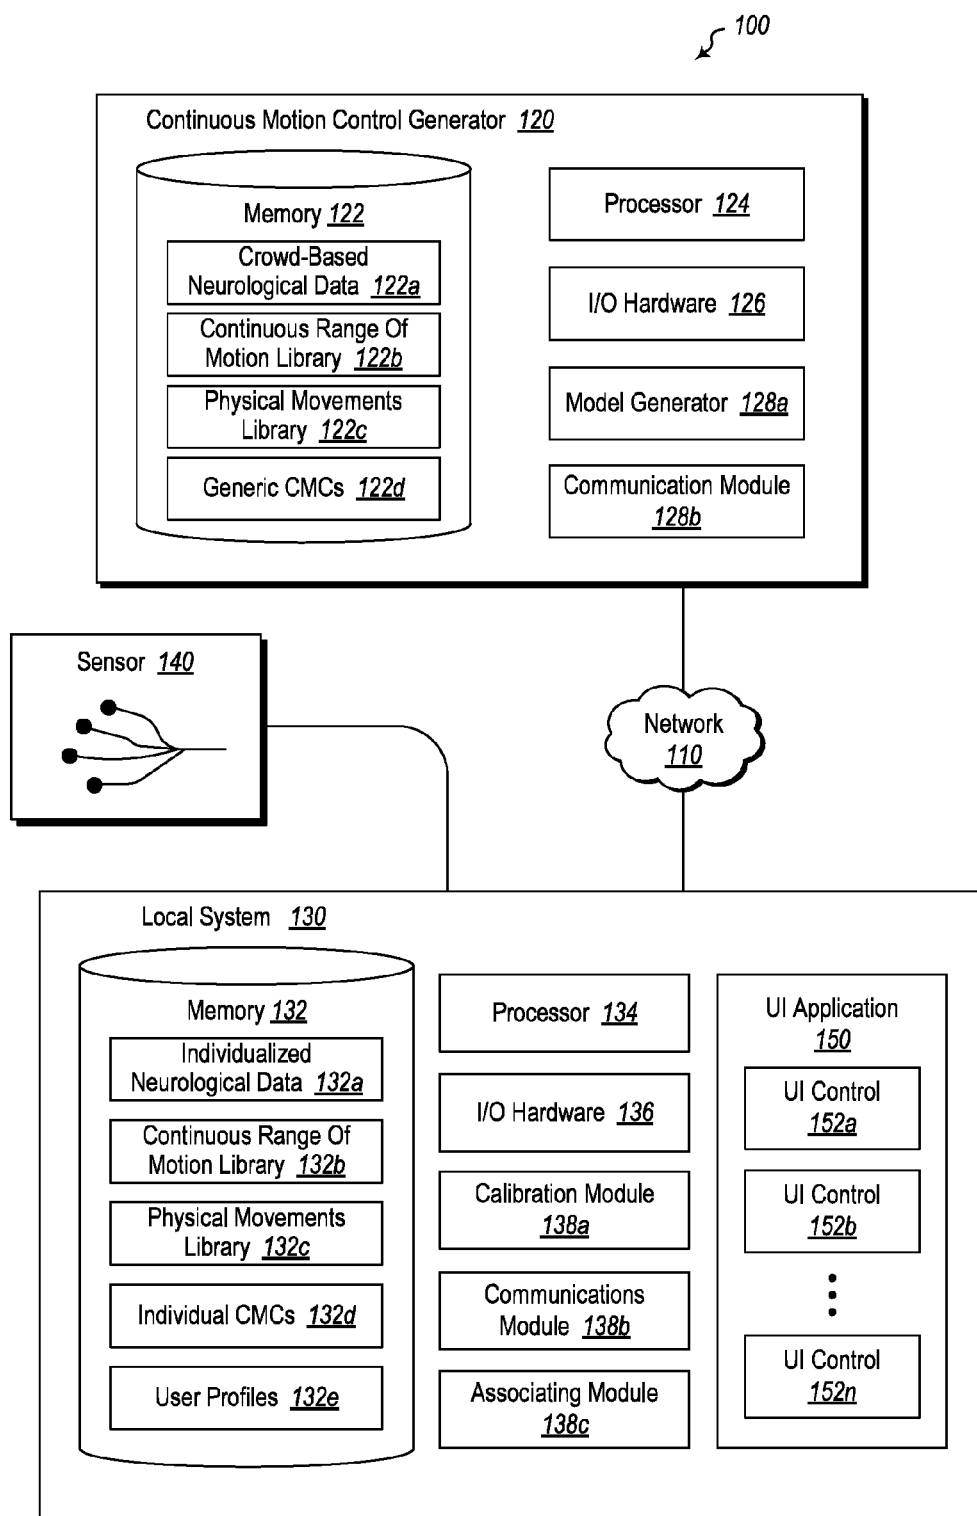 100
Continuous Motion Control Generator 120
Memory 122
Crowd-Based
Neurological Data 122a
Continuous Range Of
Motion Library 122b
Physical Movements
Library 122c
Generic CMCs 122d
Processor 124
I/O Hardware 126
Model Generator 128a
Communication Module
128b
Sensor 140
Network
110
Local System 130
Memory 132
Individualized
Neurological Data 132a
Continuous Range Of
Motion Library 132b
Physical Movements
Library 132c
Individual CMCs 132d
User Profiles 132e
Processor 134
I/O Hardware 136
Calibration Module
138a
Communications
Module 138b
Associating Module
138c
UI Application
150
UI Control
152a
UI Control
152b
UI Control
152n